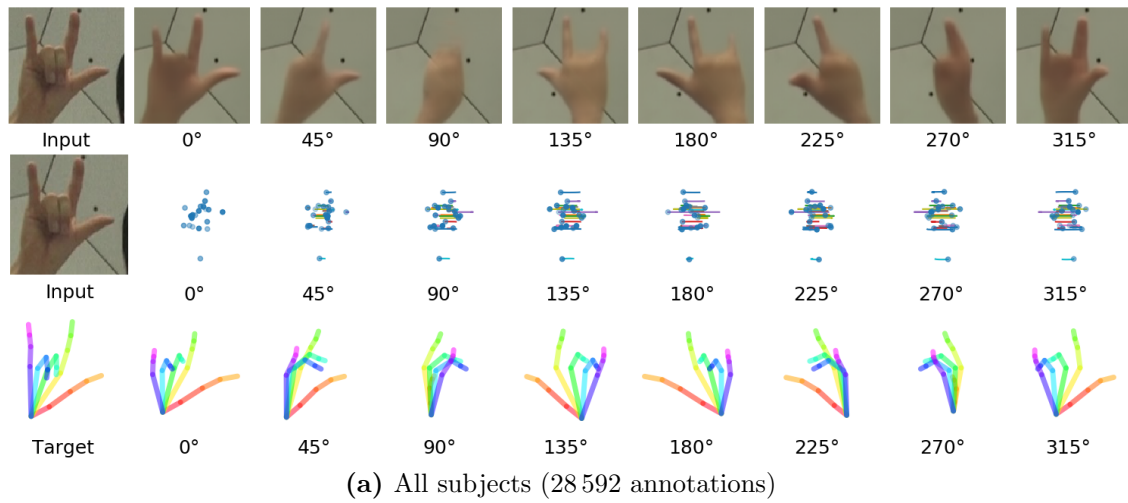 Input 0° 45° 90° 135° 180° 225° 270° 315°
Input 0° 45° 90° 135° 180° 225° 270° 315°
Target 0° 45° 90° 135° 180° 225° 270° 315°
(a) All subjects (28 592 annotations)